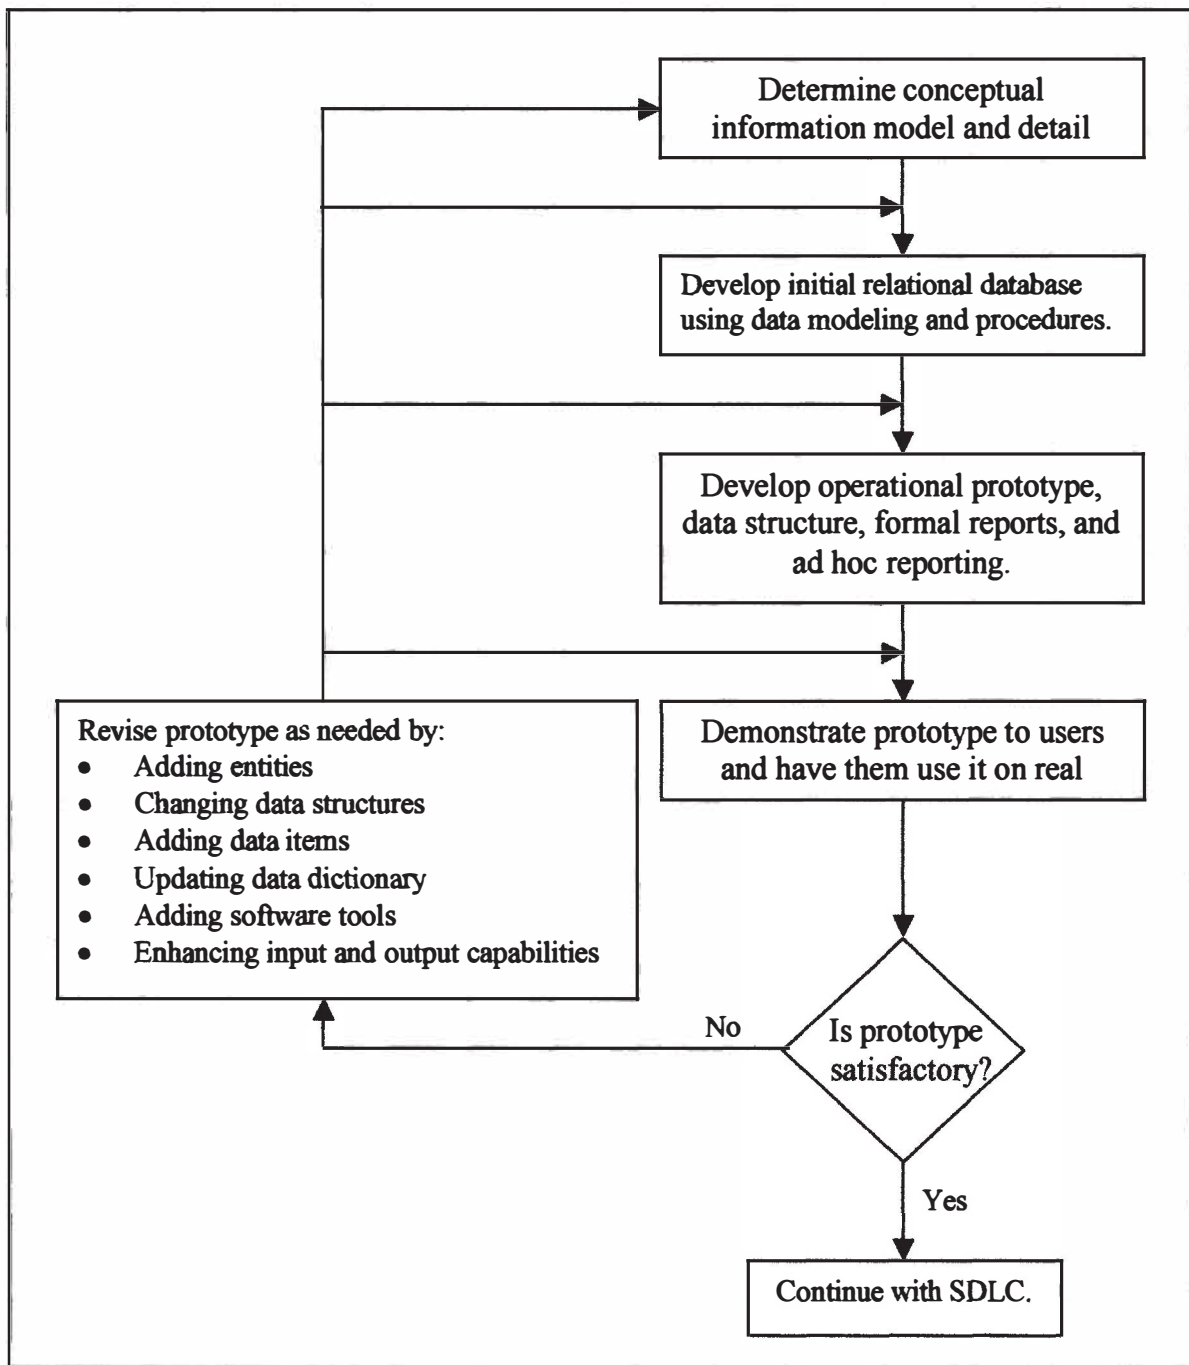 Determine conceptual
information model and detail
Develop initial relational database
using data modeling and procedures.
Develop operational prototype,
data structure, formal reports, and
ad hoc reporting.
Demonstrate prototype to users
and have them use it on real
Revise prototype as needed by:
• Adding entities
• Changing data structures
• Adding data items
• Updating data dictionary
• Adding software tools
• Enhancing input and output capabilities
No
Is prototype
satisfactory?
Yes
Continue with SDLC.